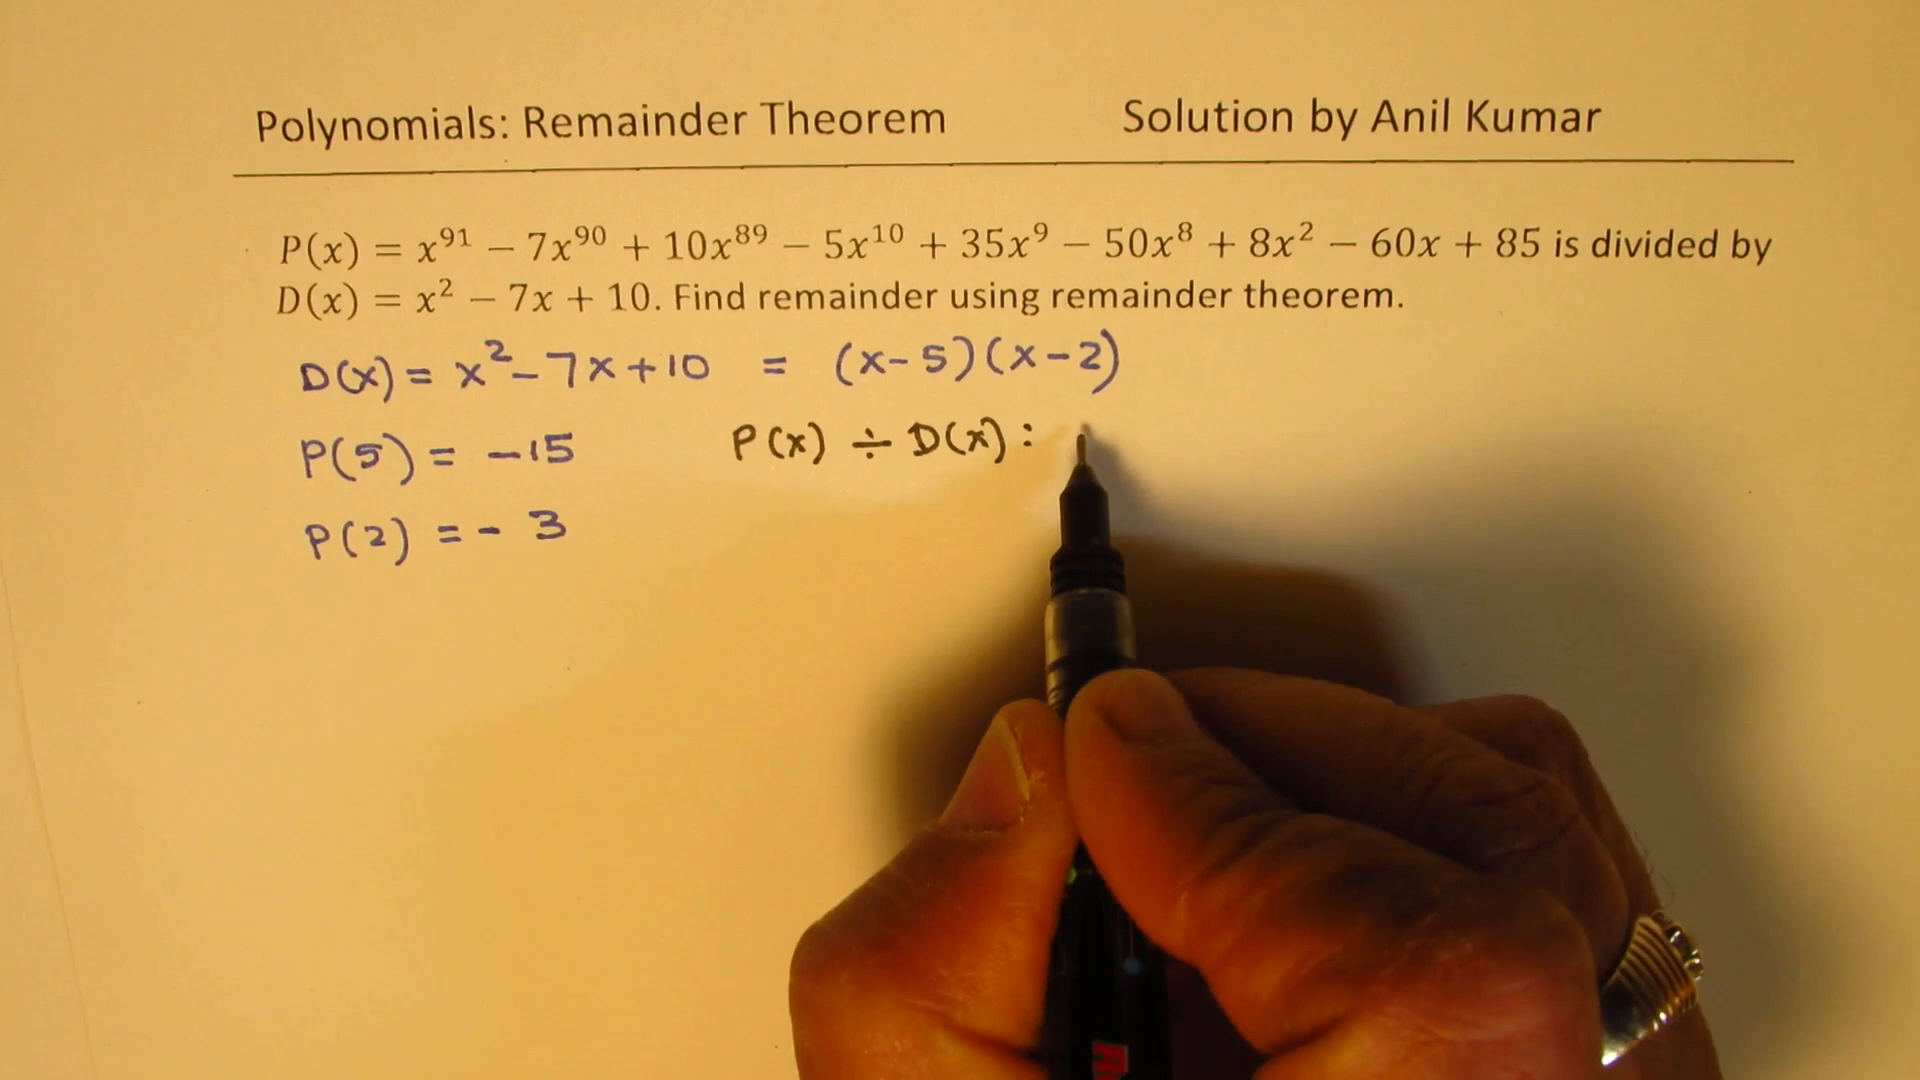 Polynomials: Remainder Theorem Solution by Anil Kumar
P(x) = x⁹¹ − 7x⁹⁰ + 10x⁸⁹ − 5x¹⁰ + 35x⁹ − 50x⁸ + 8x² − 60x + 85 is divided by
D(x) = x² − 7x + 10. Find remainder using remainder theorem.
D(x) = x² − 7x + 10 = (x − 5)(x − 2)
P(5) = −15 P(x) ÷ D(x) :
P(2) = − 3